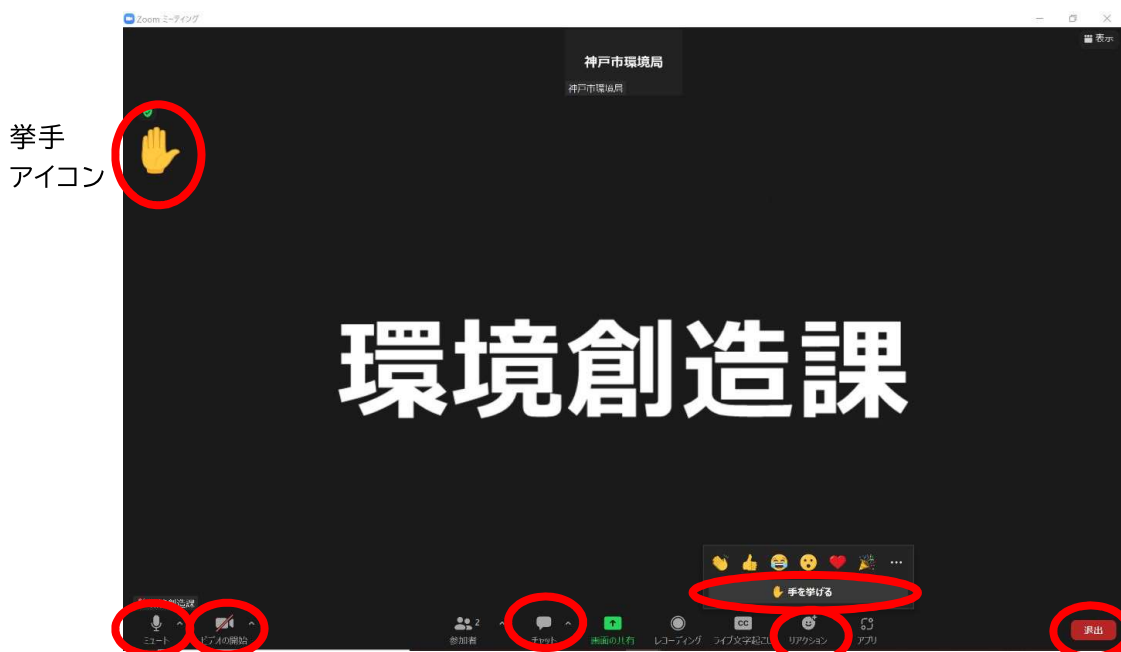 Zoom ミーティング
表示
神戸市環境局
神戸市環境局
挙手
アイコン
環境創造課
手を挙げる
ミュート
ビデオの開始
2
参加者
チャット
画面の共有
レコーディング
CC
ライブ文字起こし
リアクション
アプリ
退出